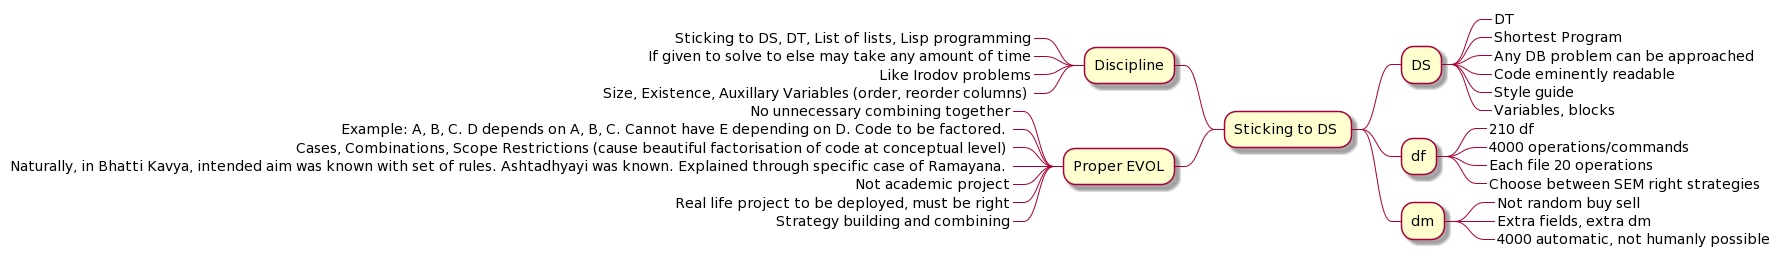 Sticking to DS
DS
DT
Shortest Program
Any DB problem can be approached
Code eminently readable
Style guide
Variables, blocks
df
210 df
4000 operations/commands
Each file 20 operations
Choose between SEM right strategies
dm
Not random buy sell
Extra fields, extra dm
4000 automatic, not humanly possible
Discipline
Sticking to DS, DT, List of lists, Lisp programming
If given to solve to else may take any amount of time
Like Irodov problems
Size, Existence, Auxillary Variables (order, reorder columns)
Proper EVOL
No unnecessary combining together
Example: A, B, C. D depends on A, B, C. Cannot have E depending on D. Code to be factored.
Cases, Combinations, Scope Restrictions (cause beautiful factorisation of code at conceptual level)
Naturally, in Bhatti Kavya, intended aim was known with set of rules. Ashtadhyayi was known. Explained through specific case of Ramayana.
Not academic project
Real life project to be deployed, must be right
Strategy building and combining